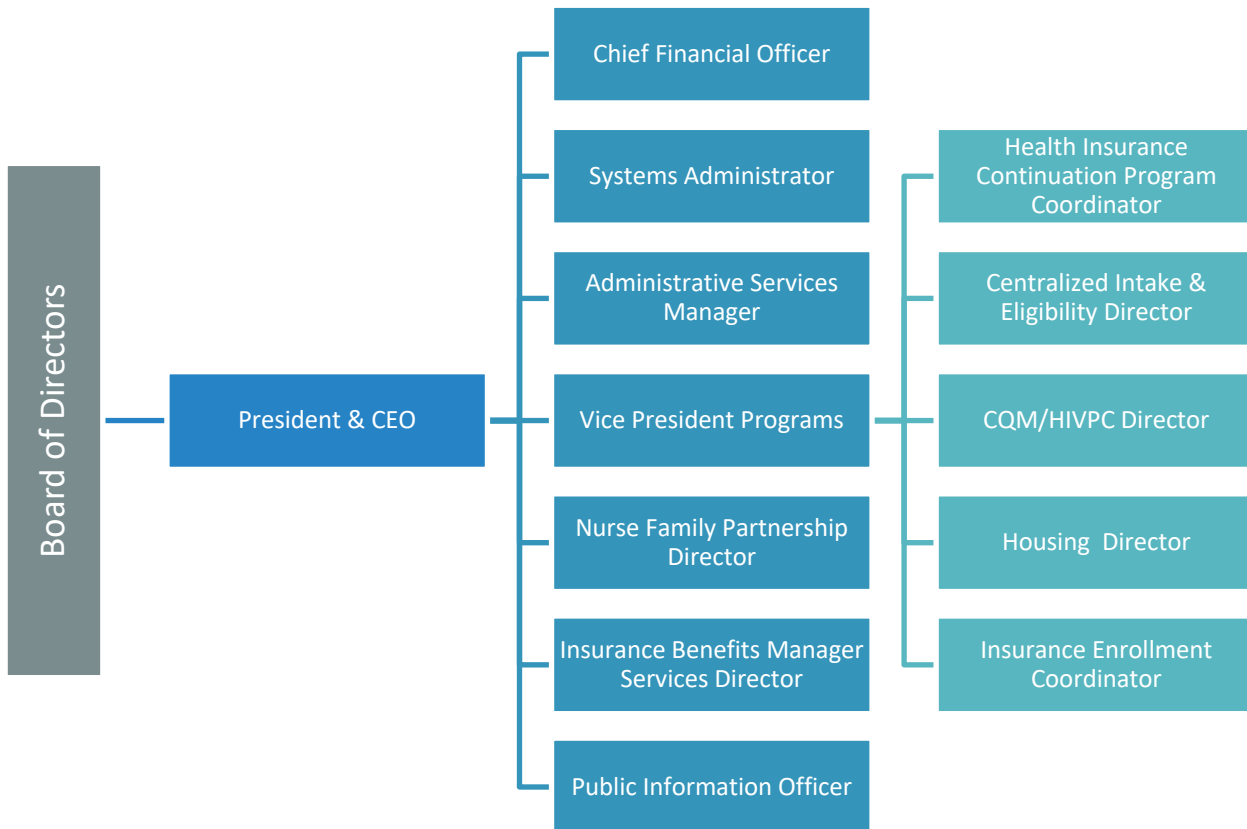 Board of Directors
President & CEO
Chief Financial Officer
Systems Administrator
Administrative Services
Manager
Vice President Programs
Nurse Family Partnership
Director
Insurance Benefits Manager
Services Director
Public Information Officer
Health Insurance
Continuation Program
Coordinator
Centralized Intake &
Eligibility Director
CQM/HIVPC Director
Housing  Director
Insurance Enrollment
Coordinator